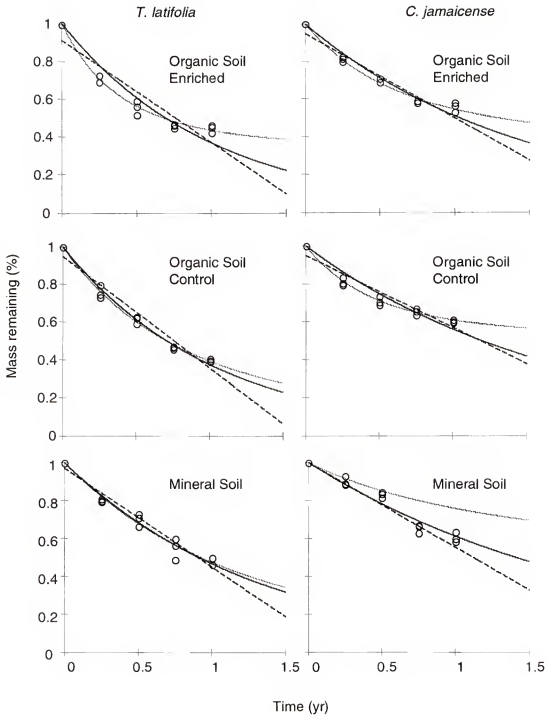 T. latifolia
C. jamaicense
1
0.8
0.6
0.4
0.2
0
Organic Soil
Enriched
Organic Soil
Enriched
1
0.8
0.6
0.4
0.2
0
Organic Soil
Control
Organic Soil
Control
Mass remaining (%)
1
0.8
0.6
0.4
0.2
0
Mineral Soil
Mineral Soil
0 0.5 1 1.5
0 0.5 1 1.5
Time (yr)